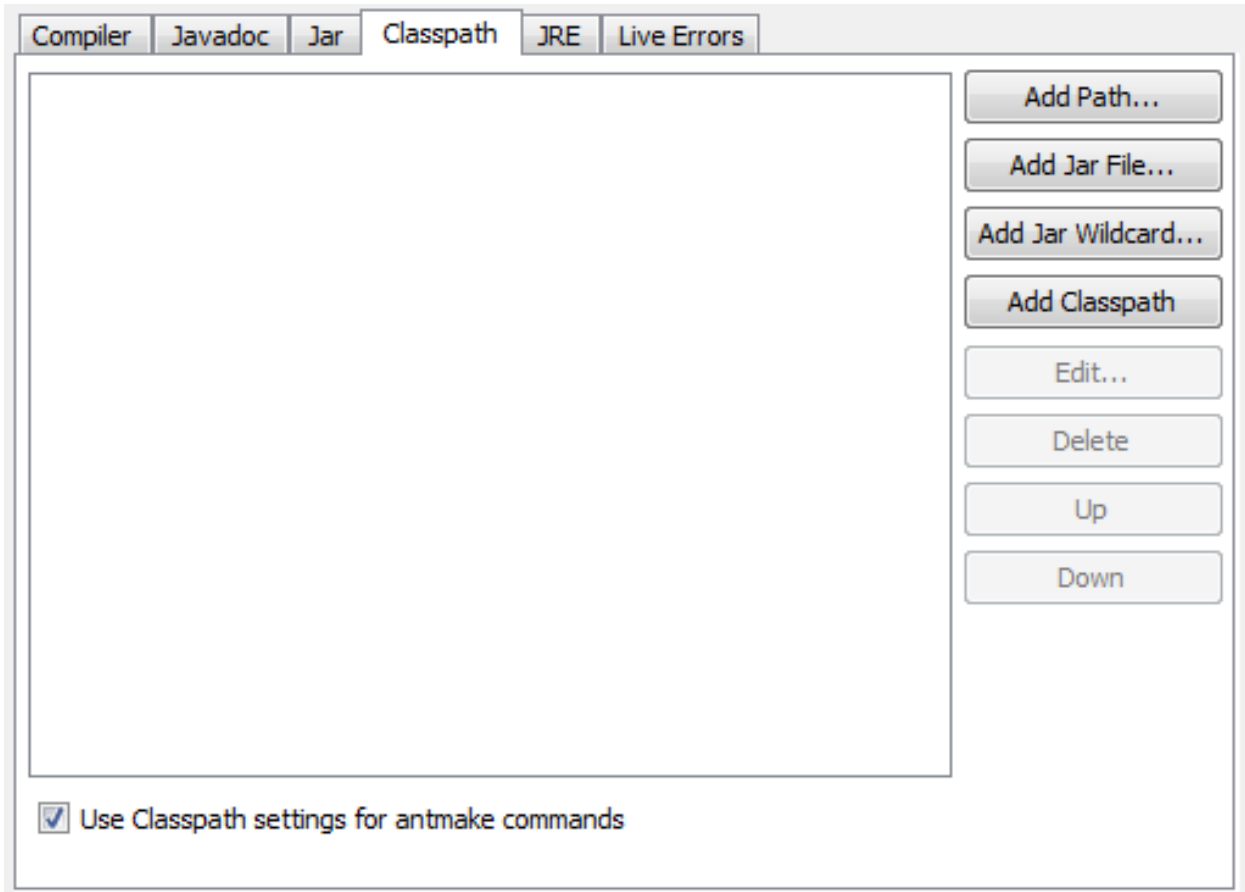 Compiler Javadoc Jar Classpath JRE Live Errors
Add Path...
Add Jar File...
Add Jar Wildcard...
Add Classpath
Edit...
Delete
Up
Down
Use Classpath settings for antmake commands